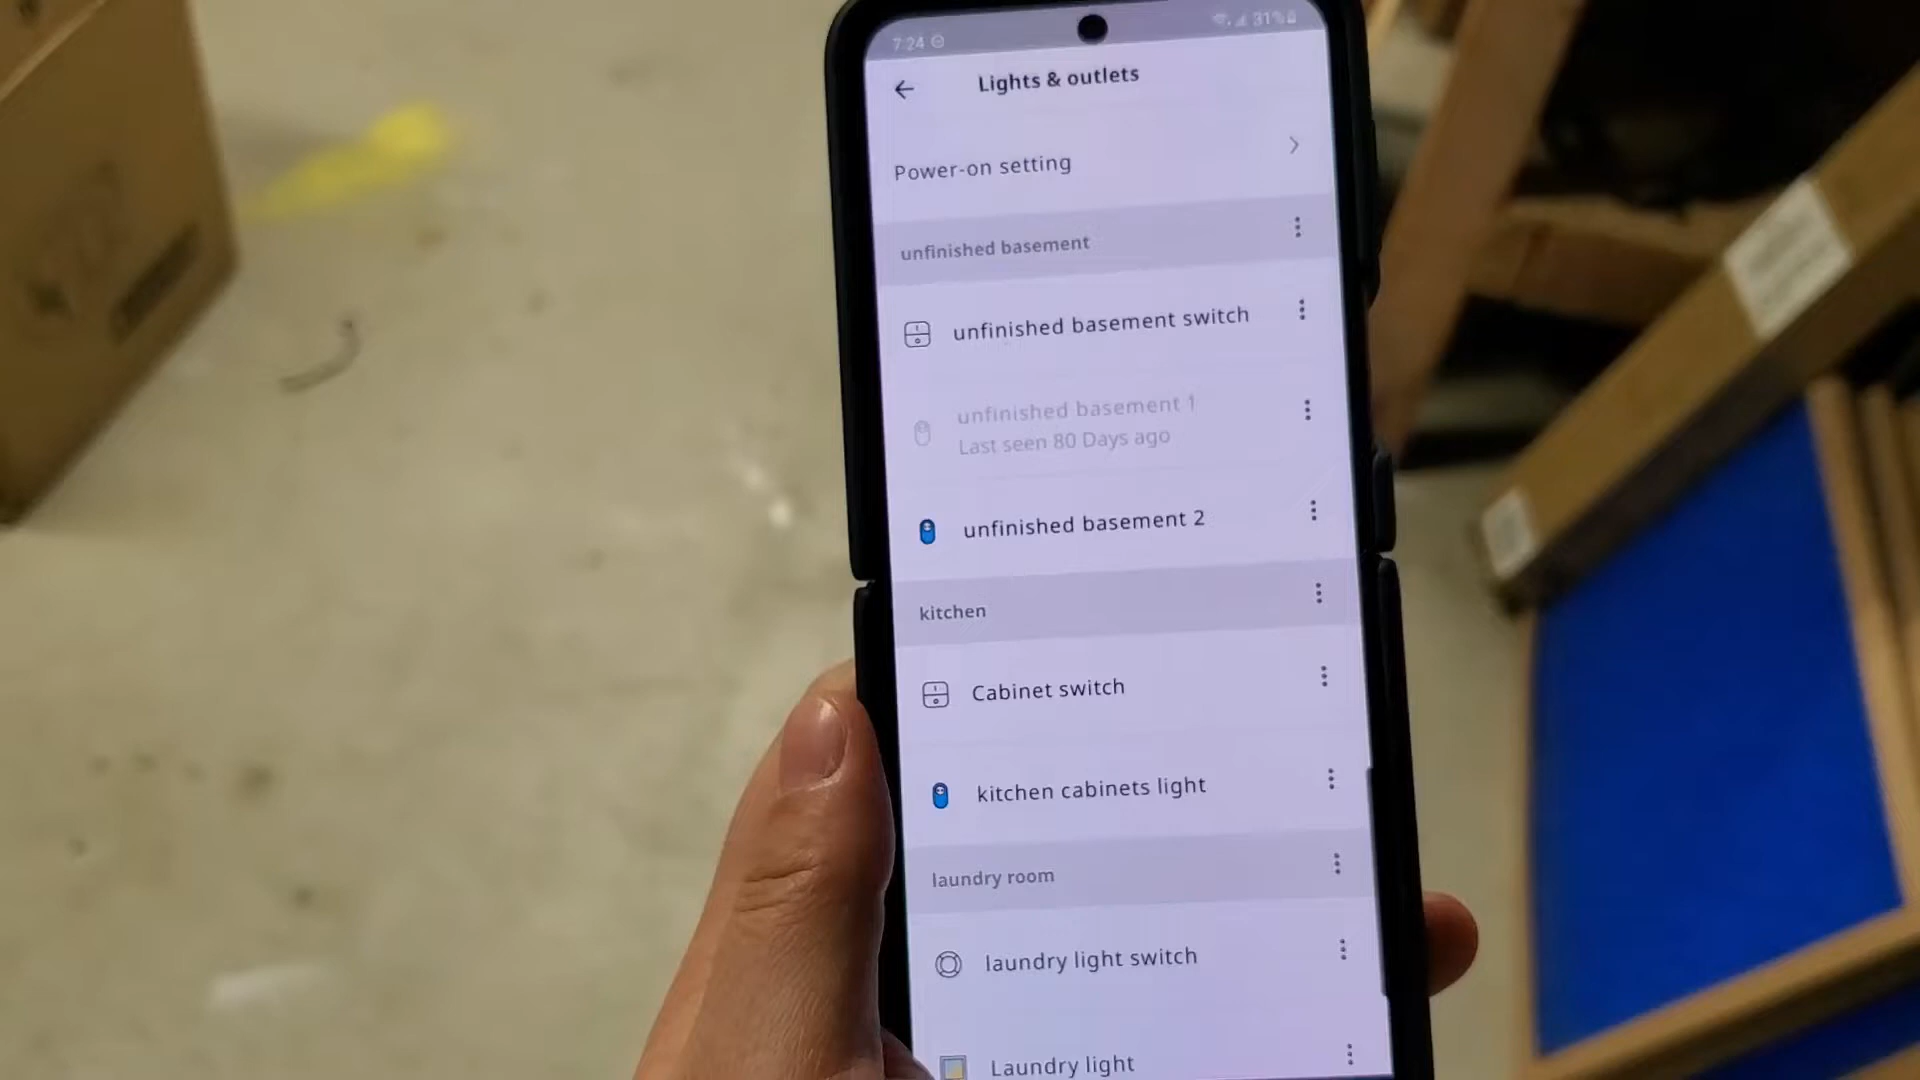 7:24
31%
Lights & outlets
Power-on setting
unfinished basement
unfinished basement switch
unfinished basement 1
Last seen 80 Days ago
unfinished basement 2
kitchen
Cabinet switch
kitchen cabinets light
laundry room
laundry light switch
Laundry light